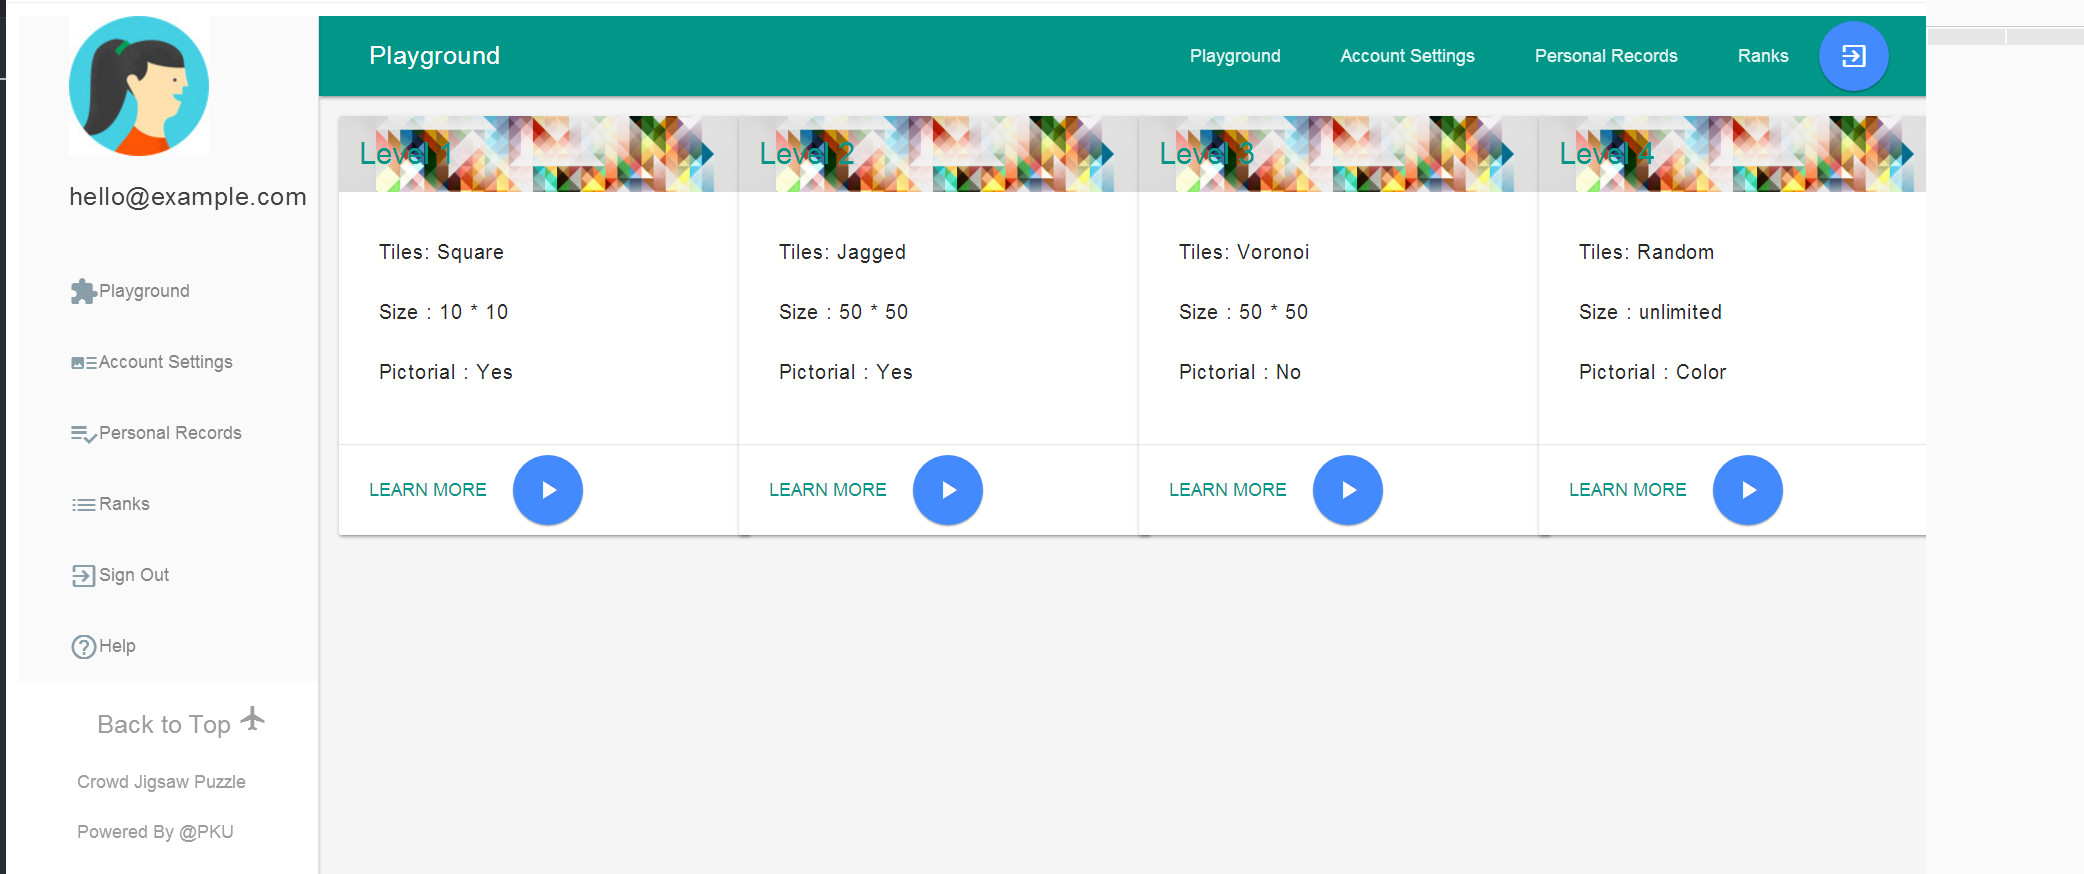 hello@example.com
Playground
Account Settings
Personal Records
Ranks
Sign Out
Help
Back to Top
Crowd Jigsaw Puzzle
Powered By @PKU
Playground
Playground
Account Settings
Personal Records
Ranks
Level 1
Tiles: Square
Size : 10 * 10
Pictorial : Yes
LEARN MORE
Level 2
Tiles: Jagged
Size : 50 * 50
Pictorial : Yes
LEARN MORE
Level 3
Tiles: Voronoi
Size : 50 * 50
Pictorial : No
LEARN MORE
Level 4
Tiles: Random
Size : unlimited
Pictorial : Color
LEARN MORE